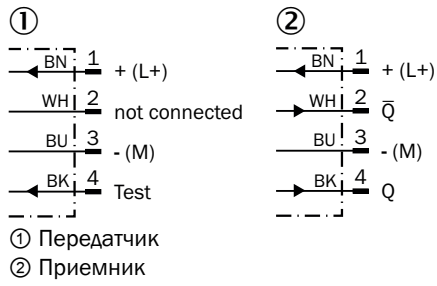 ① ②
BN 1 + (L+)
WH 2 not connected
BU 3 - (M)
BK 4 Test
BN 1 + (L+)
WH 2 Q̅
BU 3 - (M)
BK 4 Q
① Передатчик
② Приемник